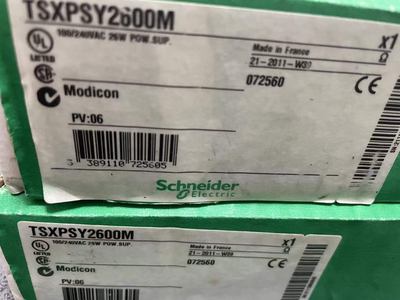 TSXPSY2600M
100/240VAC 26W POW.SUP.
Made in France
x1
21-2011-W39
072560
Modicon
PV:06
3 389110 725605
Schneider
Electric
TSXPSY2600M
100/240VAC 26W POW.SUP.
Made in France
x1
21-2011-W39
072560
Modicon
PV:06